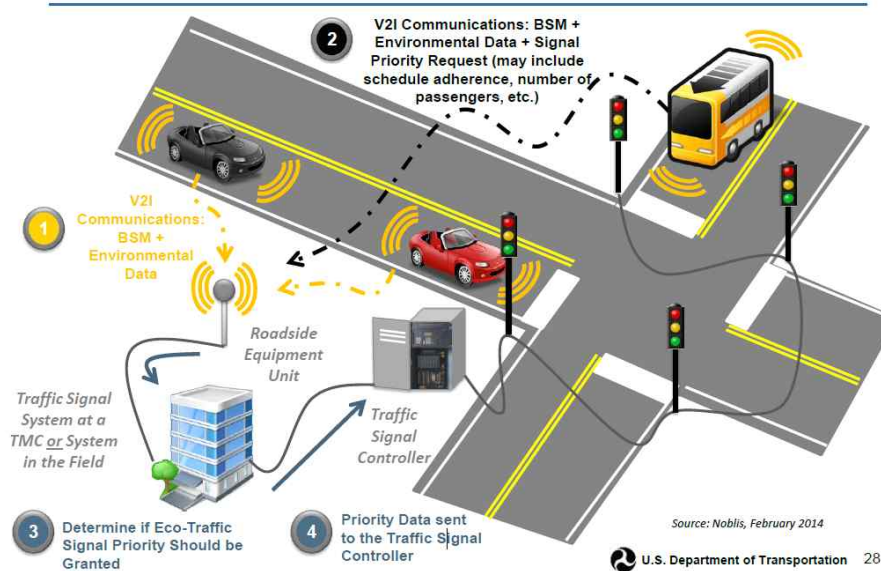 2
V2I Communications: BSM +
Environmental Data + Signal
Priority Request (may include
schedule adherence, number of
passengers, etc.)
1
V2I
Communications:
BSM +
Environmental
Data
Roadside
Equipment
Unit
Traffic Signal
System at a
TMC or System
in the Field
Traffic
Signal
Controller
3
Determine if Eco-Traffic
Signal Priority Should be
Granted
4
Priority Data sent
to the Traffic Signal
Controller
Source: Noblis, February 2014
U.S. Department of Transportation 28